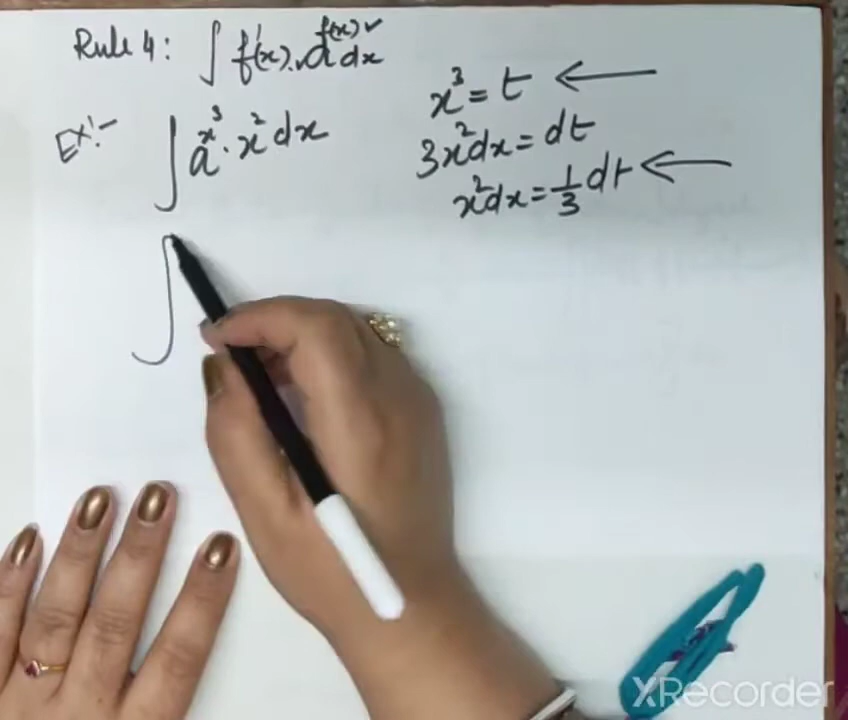 Rule 4: ∫ f'(x). a^f(x) dx
Ex:- ∫ a^x³ . x² dx
x³ = t ←
3x²dx = dt
x²dx = 1/3 dt ←
∫
XRecorder